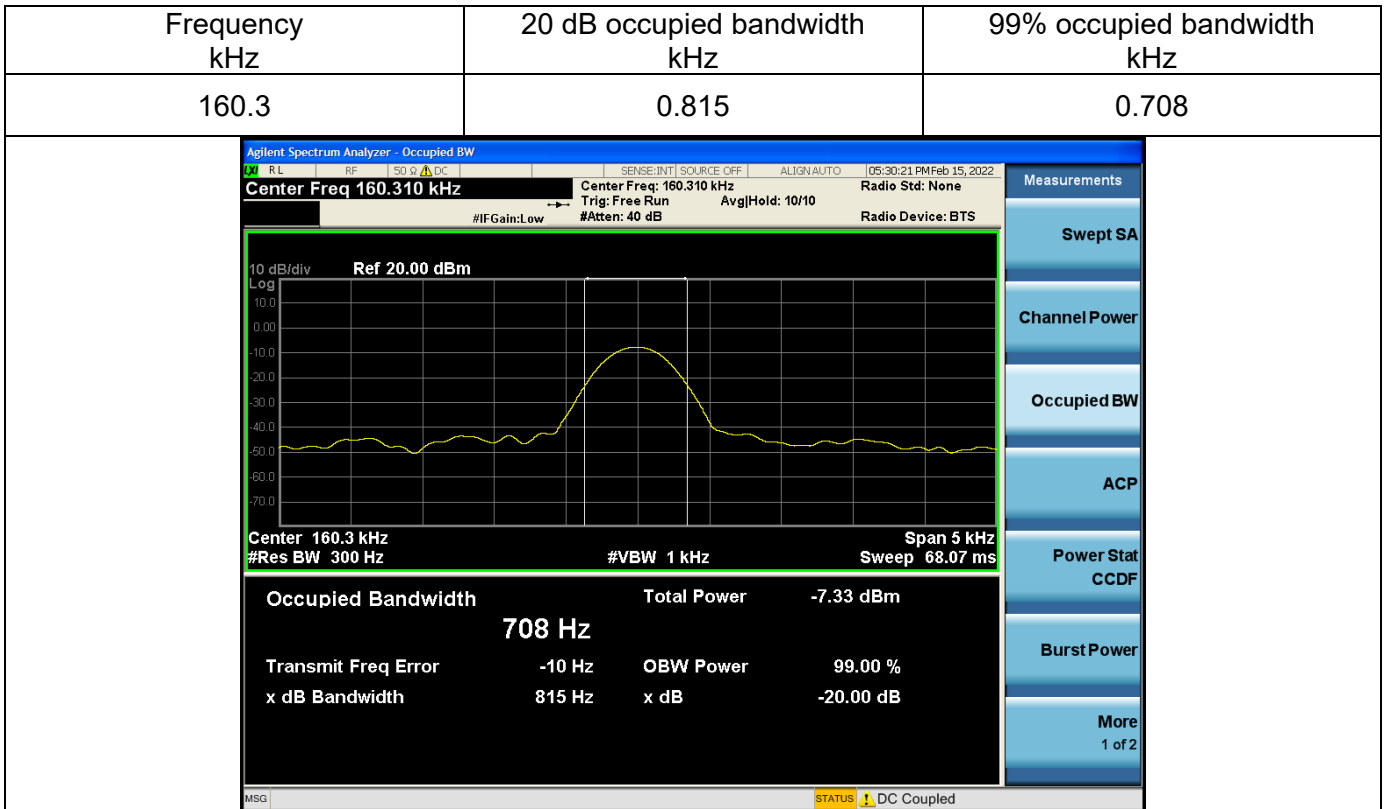 Frequency
kHz
20 dB occupied bandwidth
kHz
99% occupied bandwidth
kHz
160.3
0.815
0.708
Agilent Spectrum Analyzer - Occupied BW
LXI RL RF 50 Ω DC SENSE:INT SOURCE OFF ALIGN AUTO 05:30:21 PM Feb 15, 2022
Center Freq 160.310 kHz
#IFGain:Low
Center Freq: 160.310 kHz
Trig: Free Run Avg|Hold: 10/10
#Atten: 40 dB
Radio Std: None
Radio Device: BTS
10 dB/div Ref 20.00 dBm
Log
10.0
0.00
-10.0
-20.0
-30.0
-40.0
-50.0
-60.0
-70.0
Center 160.3 kHz Span 5 kHz
#Res BW 300 Hz #VBW 1 kHz Sweep 68.07 ms
Occupied Bandwidth Total Power -7.33 dBm
708 Hz
Transmit Freq Error -10 Hz OBW Power 99.00 %
x dB Bandwidth 815 Hz x dB -20.00 dB
MSG STATUS DC Coupled
Measurements
Swept SA
Channel Power
Occupied BW
ACP
Power Stat
CCDF
Burst Power
More
1 of 2